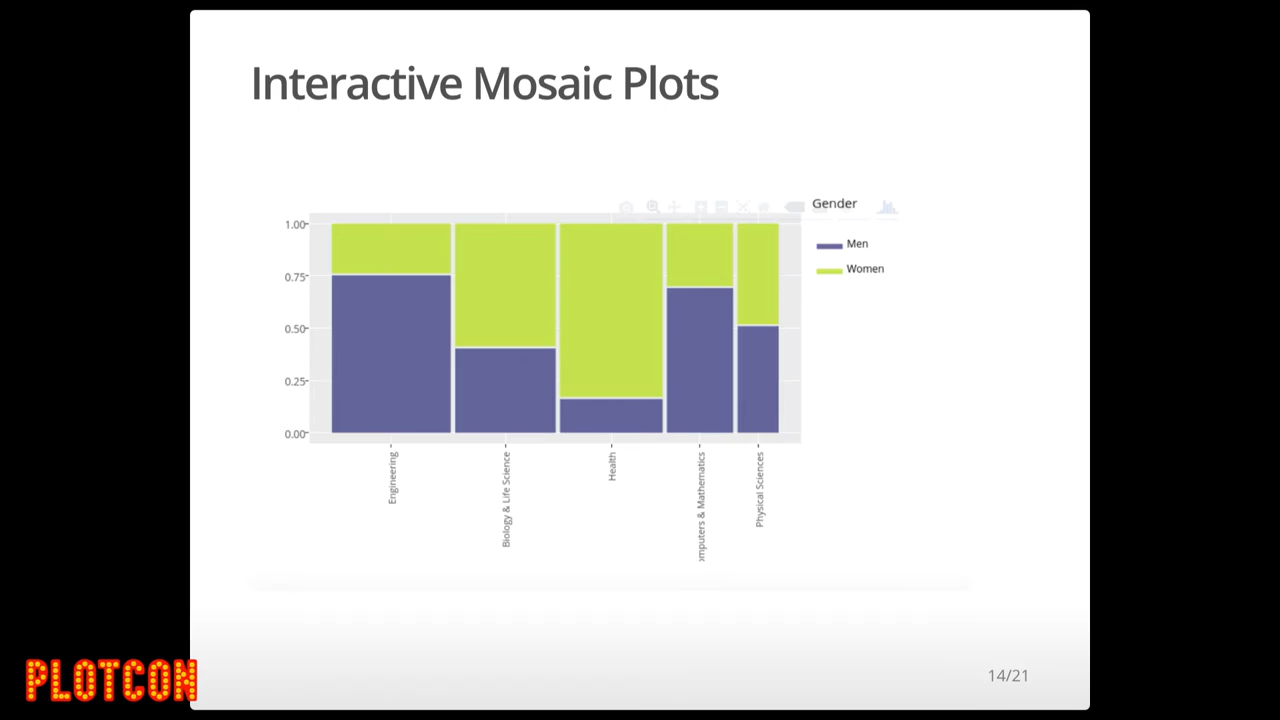 Interactive Mosaic Plots
Gender
Men
Women
1.00
0.75
0.50
0.25
0.00
Engineering
Biology & Life Science
Health
omputers & Mathematics
Physical Sciences
PLOTCON
14/21